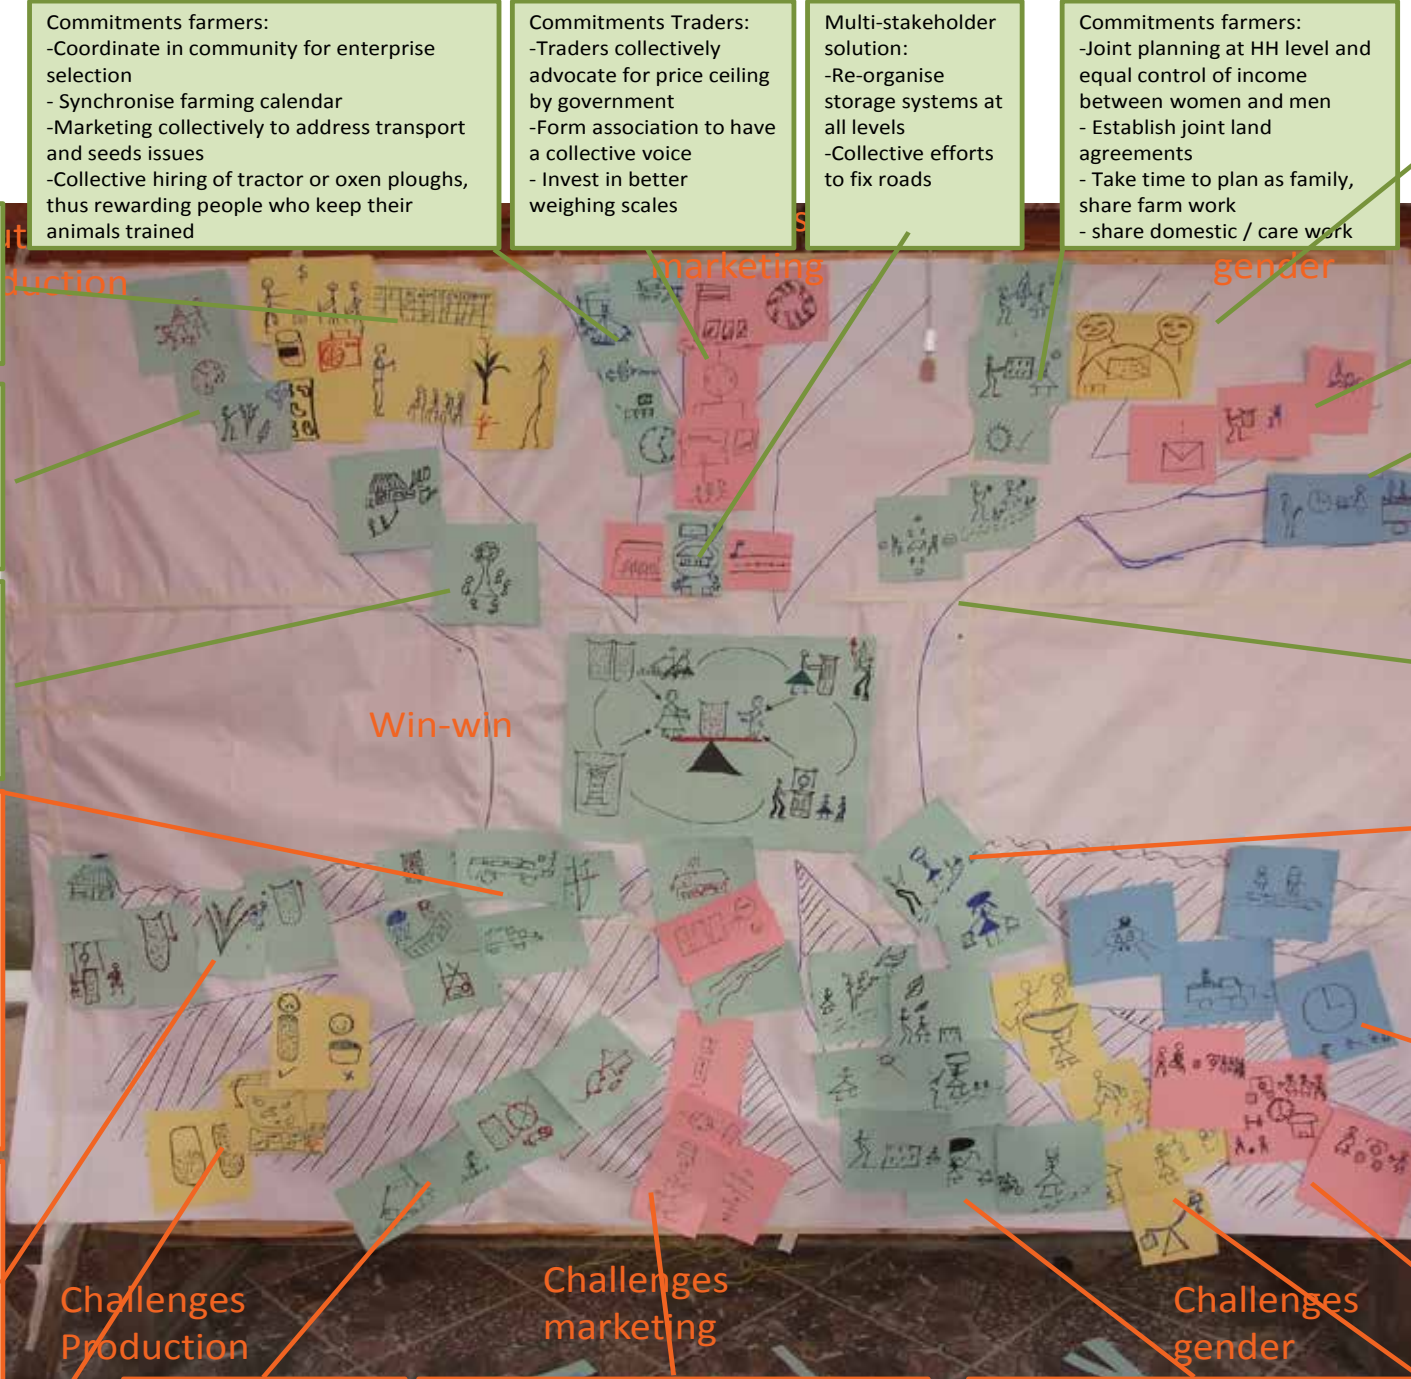 Commitments farmers:
-Coordinate in community for enterprise
selection
- Synchronise farming calendar
-Marketing collectively to address transport
and seeds issues
-Collective hiring of tractor or oxen ploughs,
thus rewarding people who keep their
animals trained
Commitments Traders:
-Traders collectively
advocate for price ceiling
by government
-Form association to have
a collective voice
- Invest in better
weighing scales
Multi-stakeholder
solution:
-Re-organise
storage systems at
all levels
-Collective efforts
to fix roads
Commitments farmers:
-Joint planning at HH level and
equal control of income
between women and men
- Establish joint land
agreements
- Take time to plan as family,
share farm work
- share domestic / care work
duction
marketing
gender
Win-win
Challenges
Production
Challenges
marketing
Challenges
gender